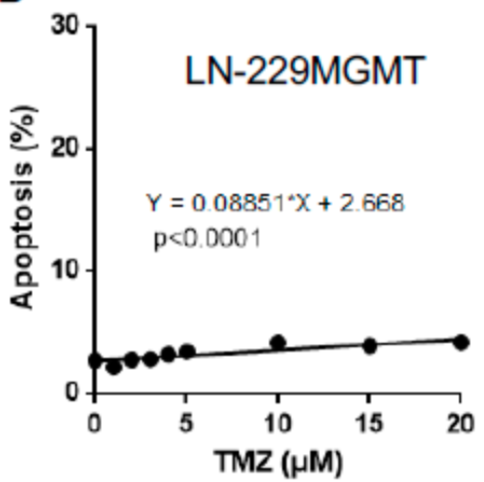 30
LN-229MGMT
20
Y = 0.08851*X + 2.668
p<0.0001
10
0
Apoptosis (%)
0 5 10 15 20
TMZ (µM)